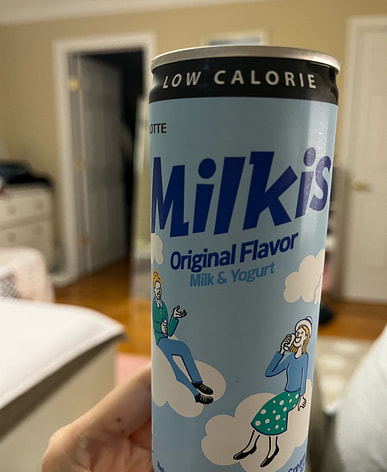 LOW CALORIE
OTTE
Milkis
Original Flavor
Milk & Yogurt